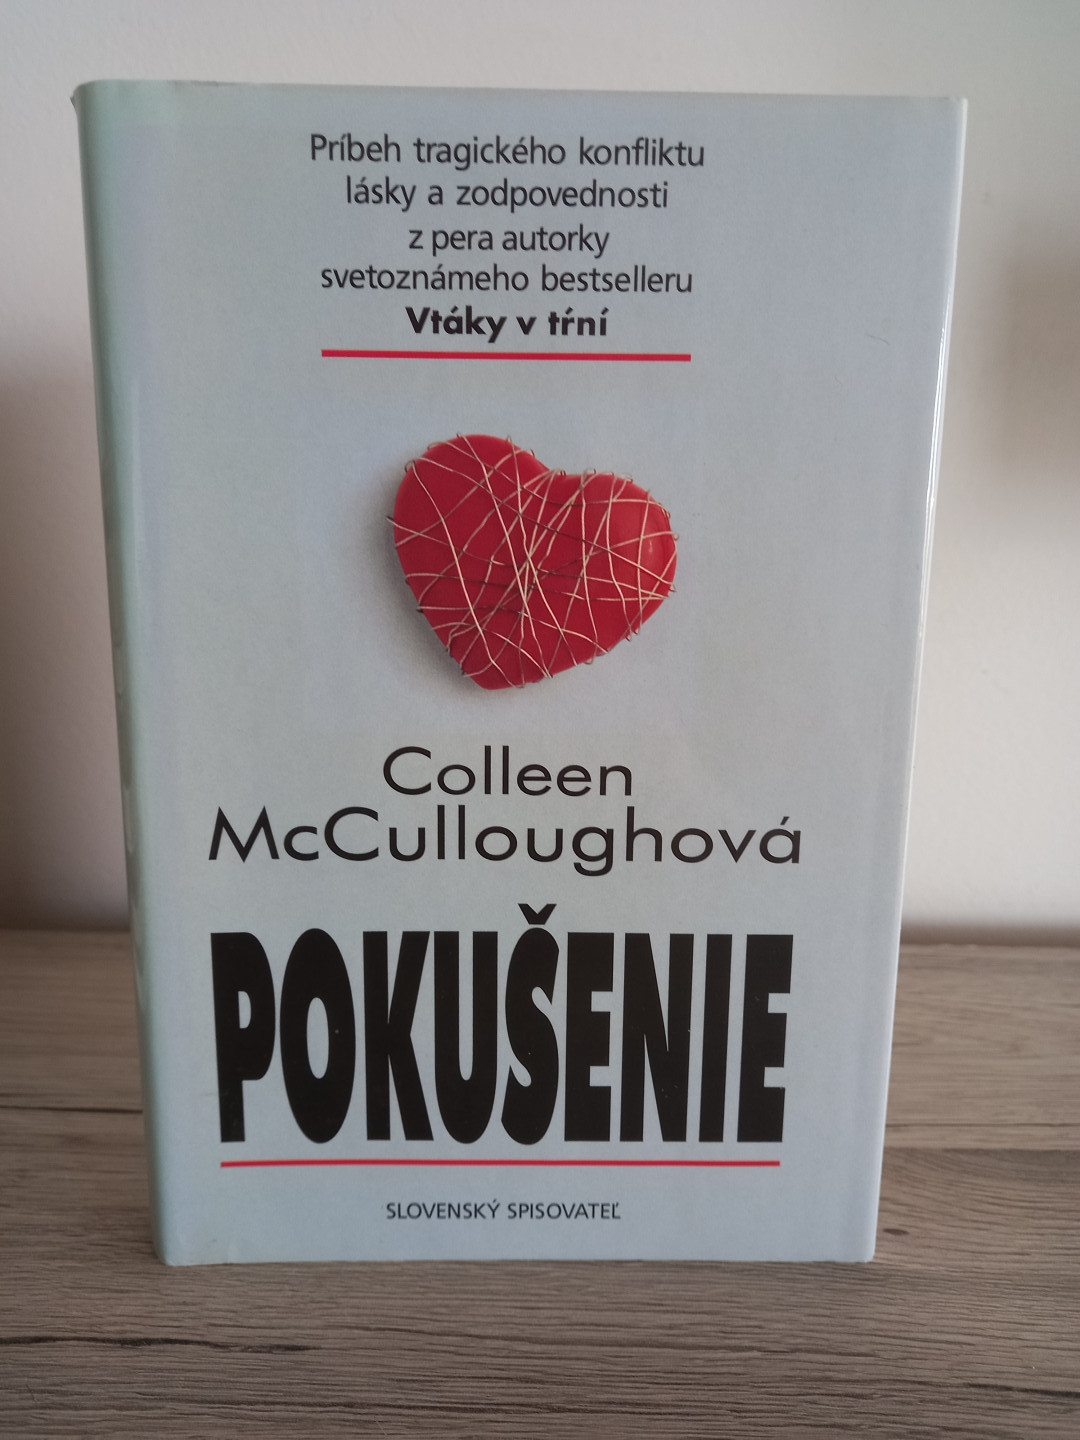 Príbeh tragického konfliktu
lásky a zodpovednosti
z pera autorky
svetoznámeho bestselleru
Vtáky v tŕní
Colleen
McCulloughová
POKUŠENIE
SLOVENSKÝ SPISOVATEĽ